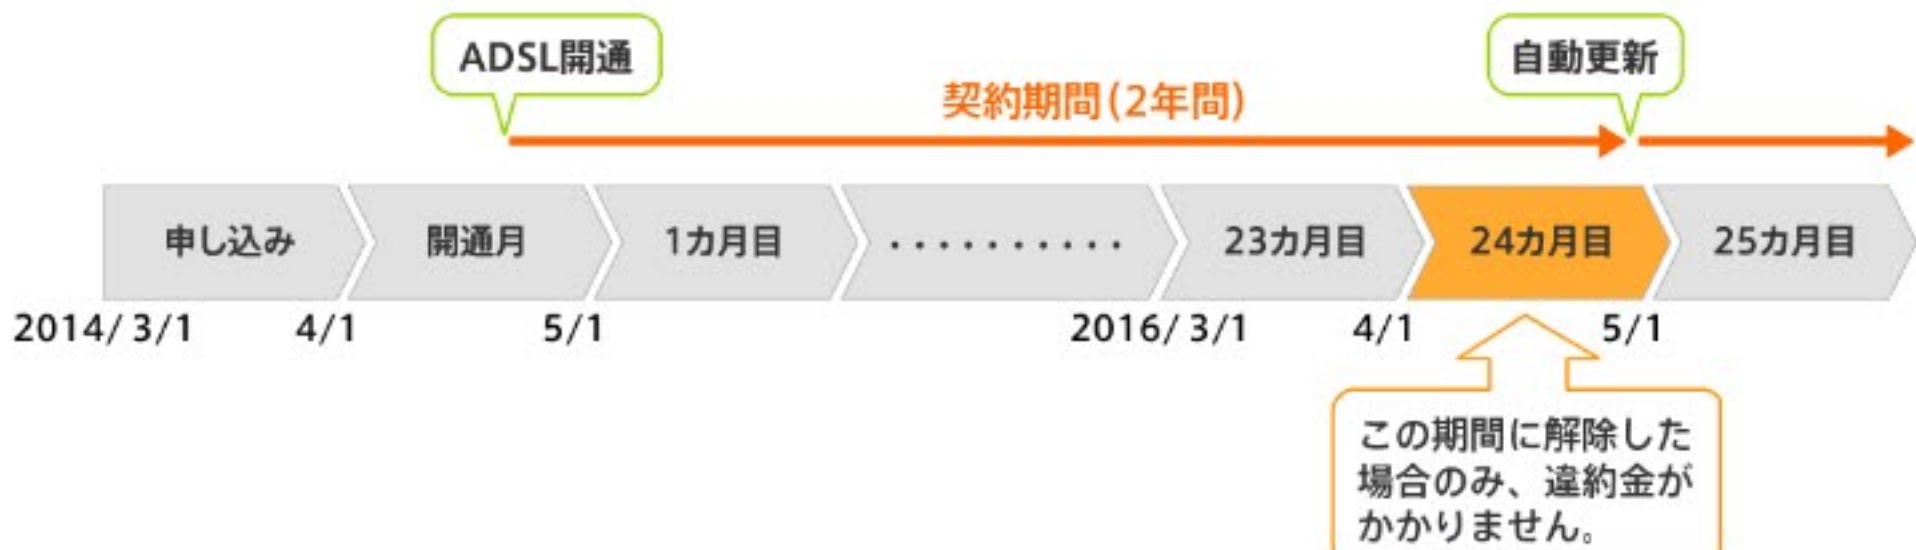 ADSL開通
自動更新
契約期間(2年間)
申し込み
開通月
1カ月目
・・・・・・・・・・
23カ月目
24カ月目
25カ月目
2014/ 3/1
4/1
5/1
2016/ 3/1
4/1
5/1
この期間に解除した
場合のみ、違約金が
かかりません。